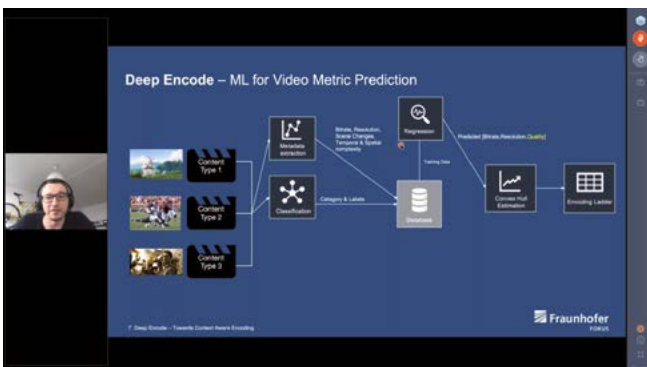 Deep Encode – ML for Video Metric Prediction
Content
Type 1
Content
Type 2
Content
Type 3
Metadata
extraction
Classification
Bitrate, Resolution,
Scene Changes,
Temporal & Spatial
complexity
Category & Labels
Regression
Training Data
Database
Predicted [Bitrate,Resolution,Quality]
Convex Hull
Estimation
Encoding Ladder
7 Deep Encode – Towards Content Aware Encoding
Fraunhofer
FOKUS